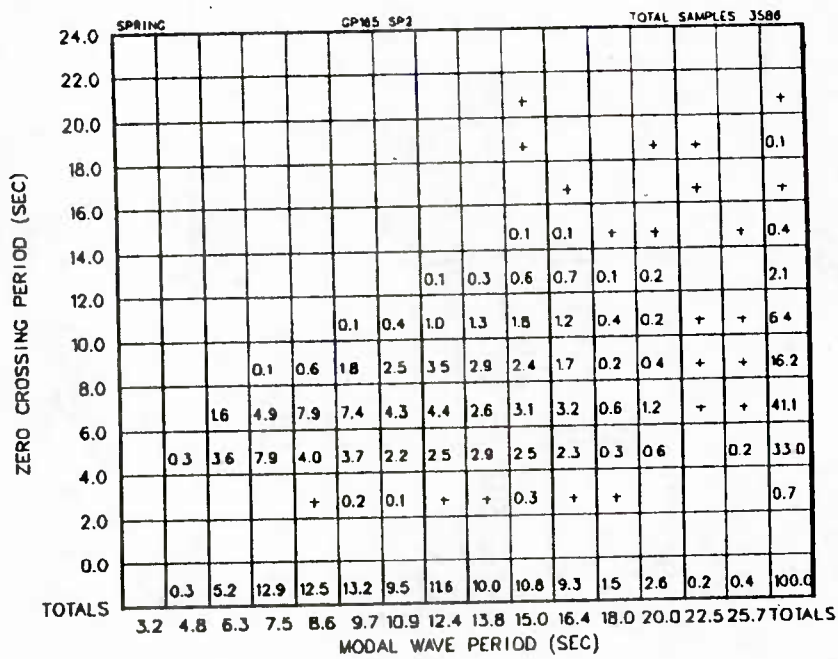 SPRING GP185 SP2 TOTAL SAMPLES 3586
24.0
22.0
+ +
20.0
+ + + 0.1
18.0
+ + +
16.0
0.1 0.1 + + + 0.4
14.0
0.1 0.3 0.6 0.7 0.1 0.2 2.1
12.0
0.1 0.4 1.0 1.3 1.8 1.2 0.4 0.2 + + 6.4
10.0
0.1 0.6 1.8 2.5 3.5 2.9 2.4 1.7 0.2 0.4 + + 16.2
8.0
1.6 4.9 7.9 7.4 4.3 4.4 2.6 3.1 3.2 0.6 1.2 + + 41.1
6.0
0.3 3.6 7.9 4.0 3.7 2.2 2.5 2.9 2.5 2.3 0.3 0.6 0.2 33.0
4.0
+ 0.2 0.1 + + 0.3 + + 0.7
2.0
0.0
0.3 5.2 12.9 12.5 13.2 9.5 11.6 10.0 10.8 9.3 1.5 2.6 0.2 0.4 100.0
TOTALS
3.2 4.8 6.3 7.5 8.6 9.7 10.9 12.4 13.8 15.0 16.4 18.0 20.0 22.5 25.7 TOTALS
MODAL WAVE PERIOD (SEC)
ZERO CROSSING PERIOD (SEC)